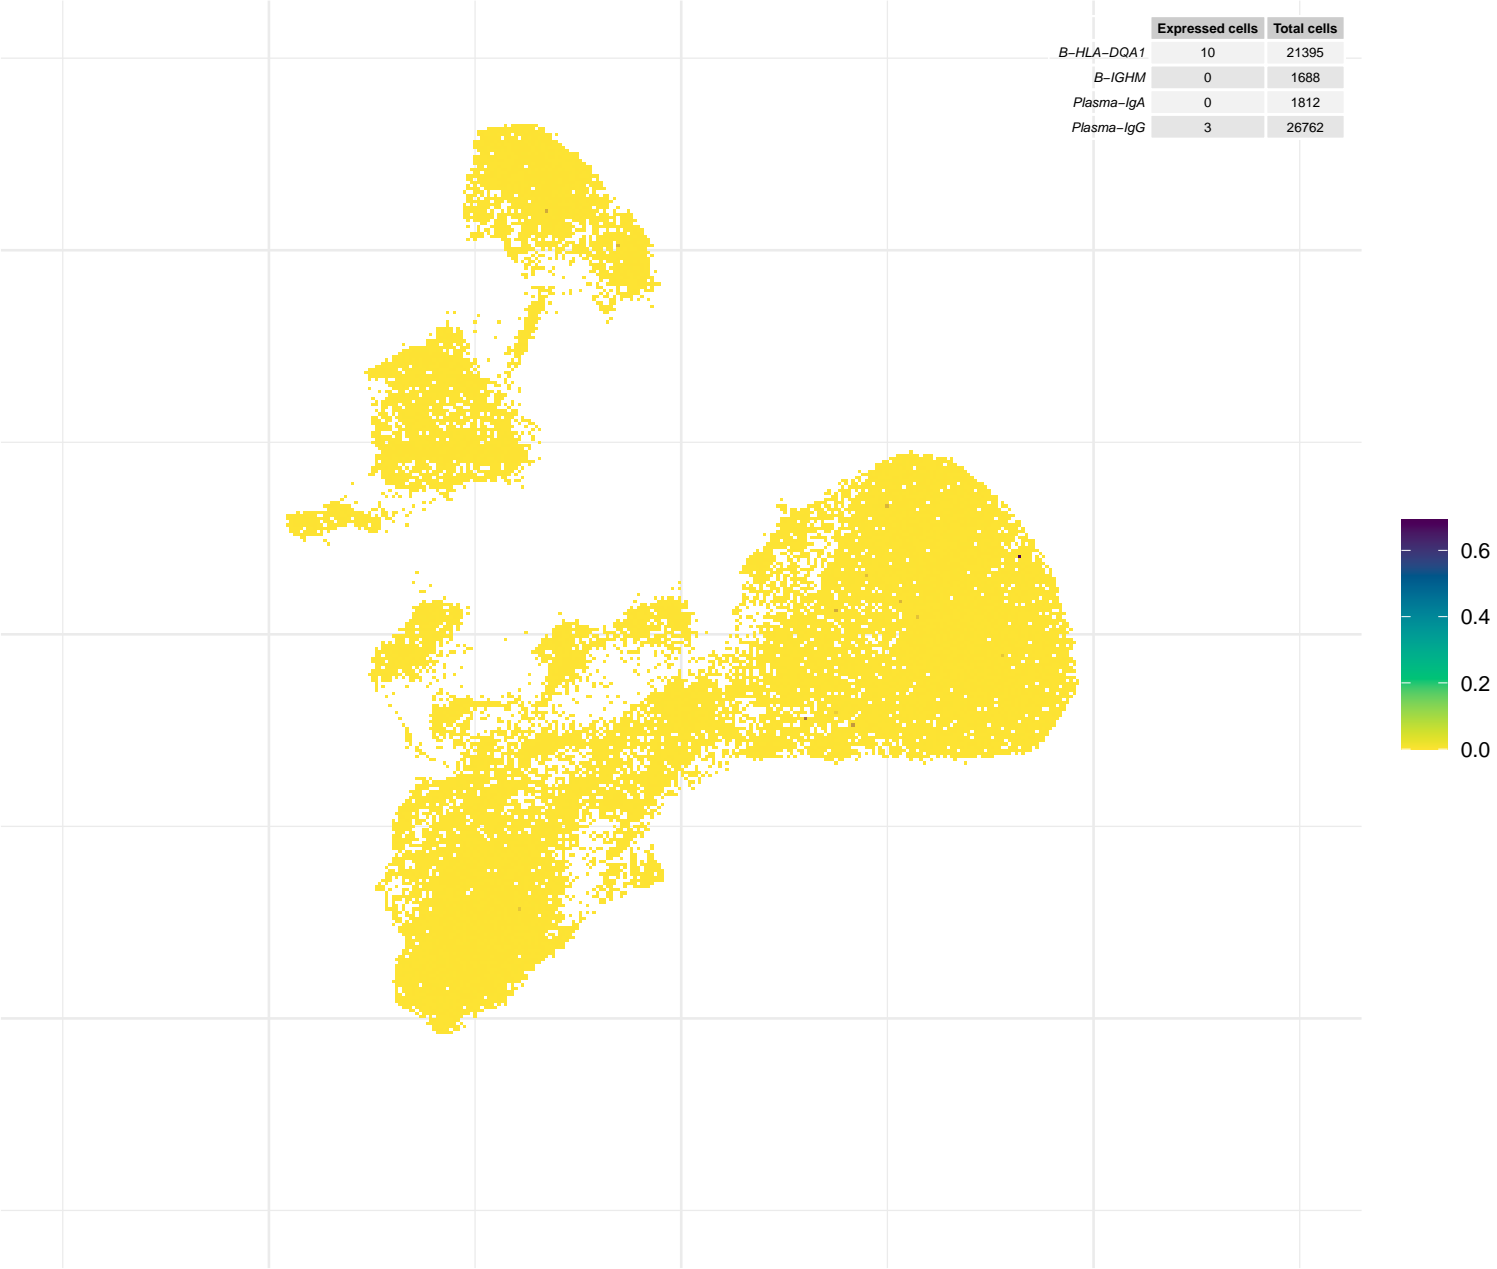 Expressed cells Total cells
B−HLA−DQA1 10 21395
B−IGHM 0 1688
Plasma−IgA 0 1812
Plasma−IgG 3 26762
0.6
0.4
0.2
0.0